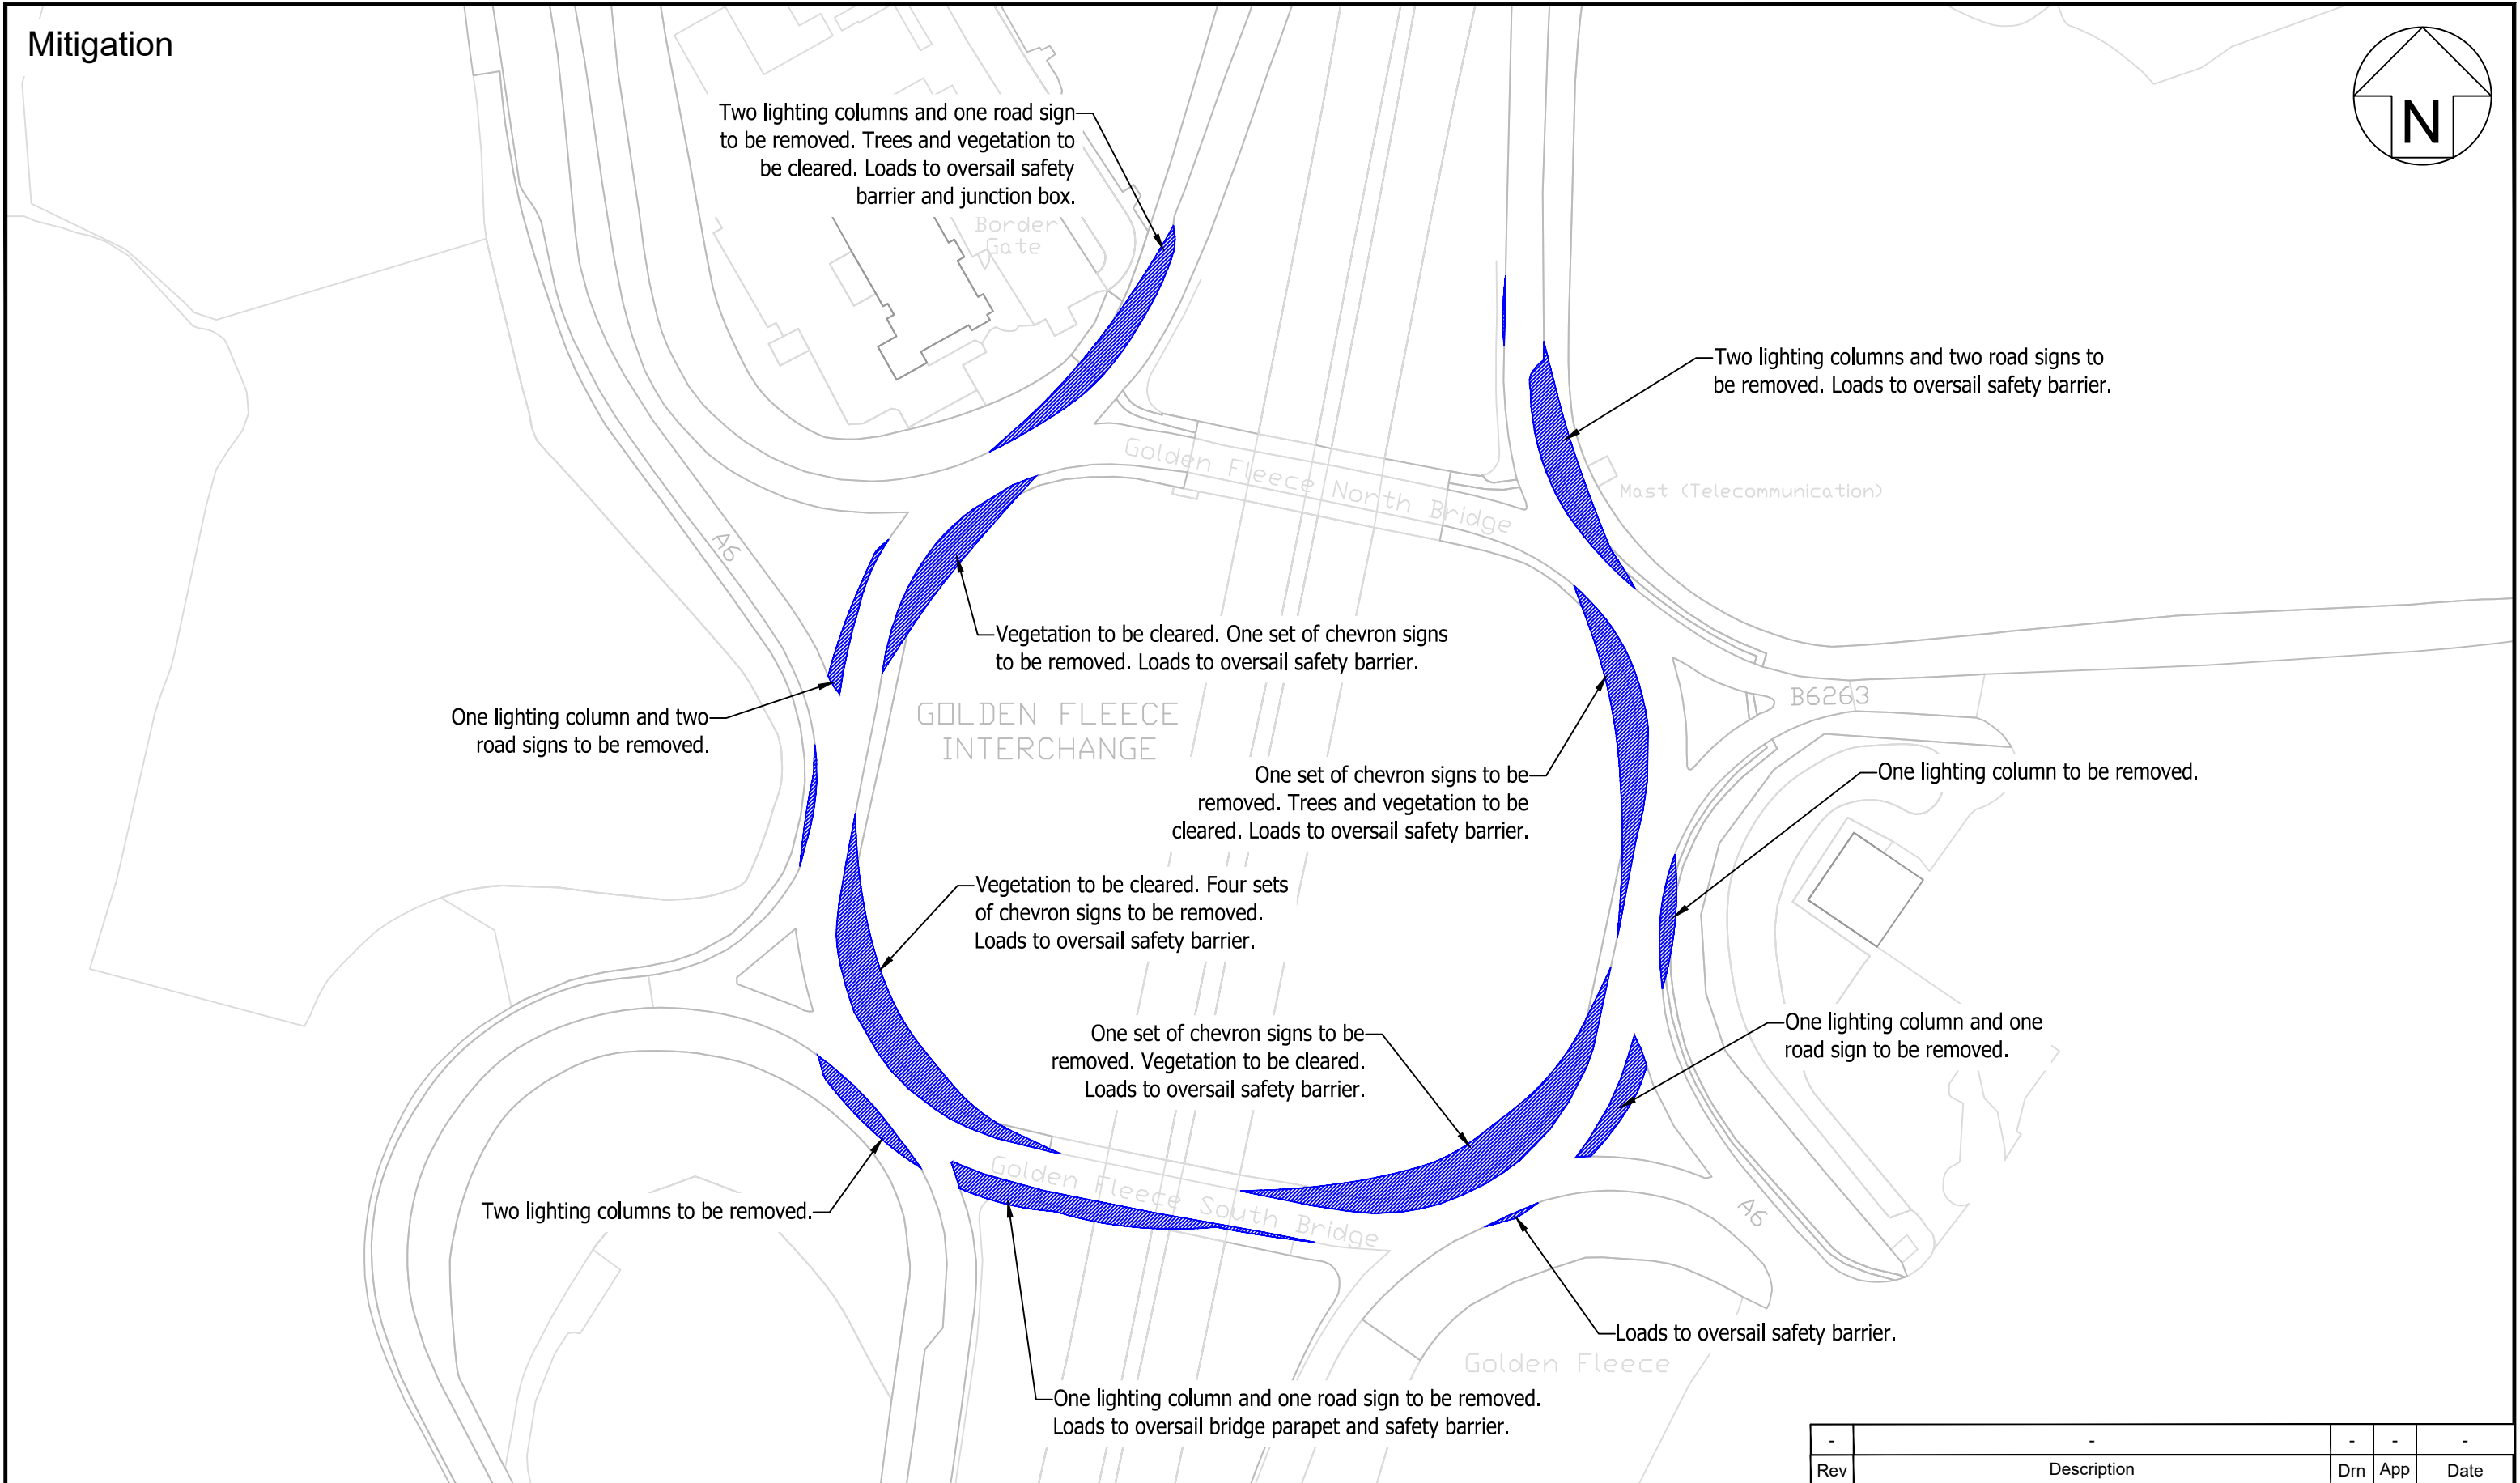 Mitigation
N
Two lighting columns and one road sign
to be removed. Trees and vegetation to
be cleared. Loads to oversail safety
barrier and junction box.
Border
Gate
Two lighting columns and two road signs to
be removed. Loads to oversail safety barrier.
Golden Fleece North Bridge
Mast (Telecommunication)
A6
Vegetation to be cleared. One set of chevron signs
to be removed. Loads to oversail safety barrier.
One lighting column and two
road signs to be removed.
GOLDEN FLEECE
INTERCHANGE
B6263
One set of chevron signs to be
removed. Trees and vegetation to be
cleared. Loads to oversail safety barrier.
One lighting column to be removed.
Vegetation to be cleared. Four sets
of chevron signs to be removed.
Loads to oversail safety barrier.
One set of chevron signs to be
removed. Vegetation to be cleared.
Loads to oversail safety barrier.
One lighting column and one
road sign to be removed.
Golden Fleece South Bridge
A6
Two lighting columns to be removed.
Loads to oversail safety barrier.
Golden Fleece
One lighting column and one road sign to be removed.
Loads to oversail bridge parapet and safety barrier.
- - - - -
Rev Description Drn App Date